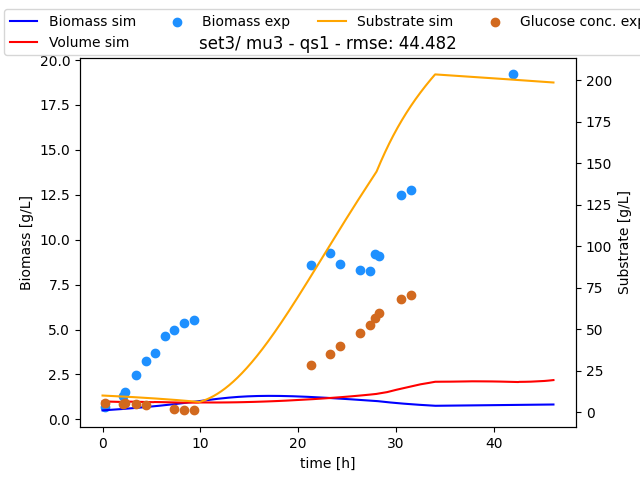 Biomass sim Biomass exp Substrate sim Glucose conc. exp
Volume sim
set3/ mu3 - qs1 - rmse: 44.482
20.0
17.5
15.0
12.5
10.0
7.5
5.0
2.5
0.0
Biomass [g/L]
0 10 20 30 40
time [h]
200
175
150
125
100
75
50
25
0
Substrate [g/L]